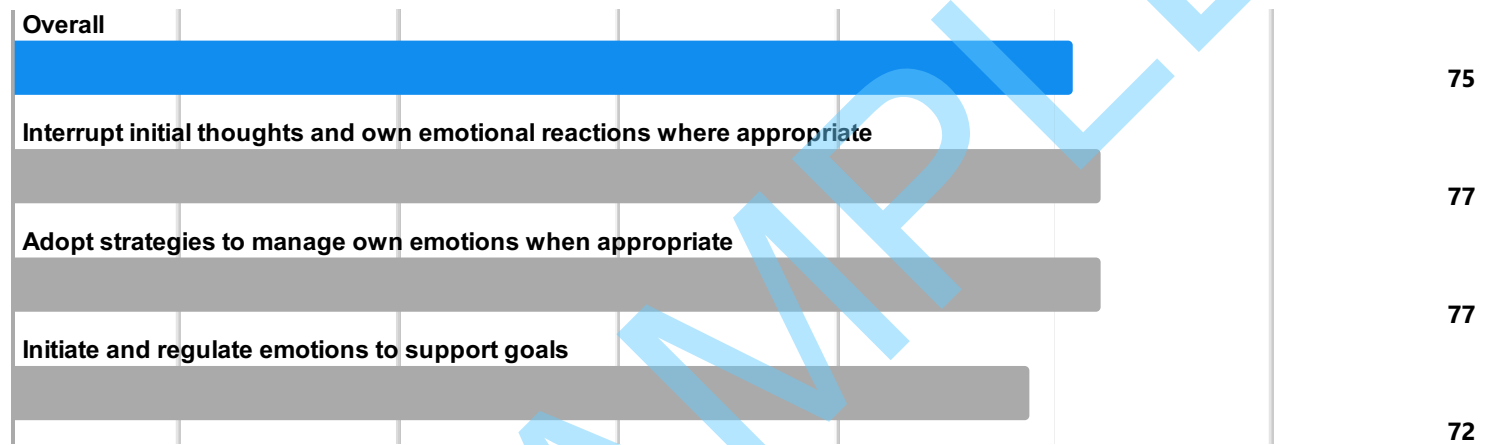 Overall
75
Interrupt initial thoughts and own emotional reactions where appropriate
77
Adopt strategies to manage own emotions when appropriate
77
Initiate and regulate emotions to support goals
72